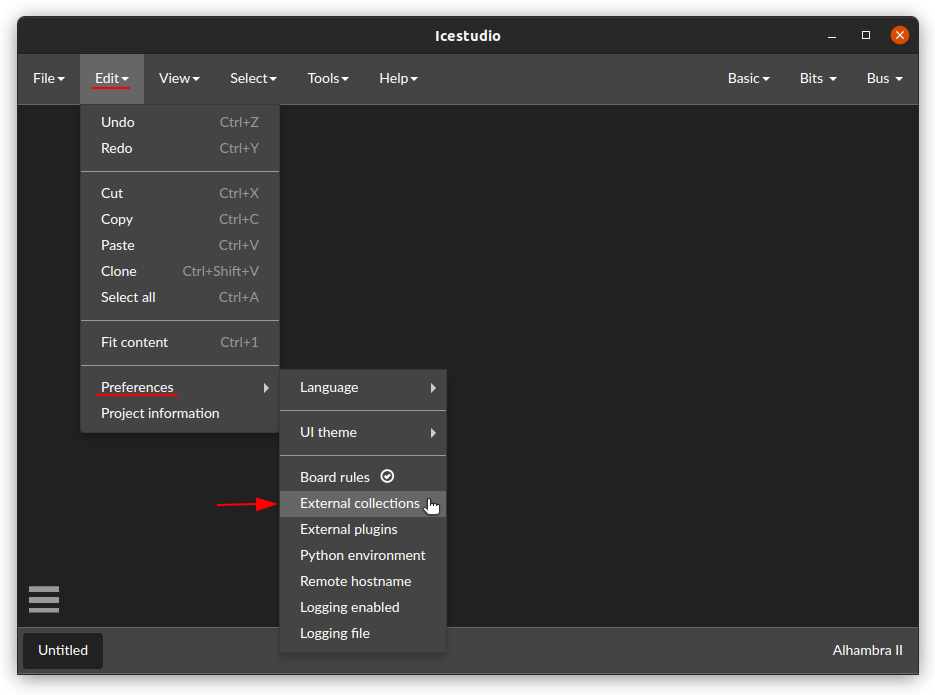 Icestudio
File Edit View Select Tools Help Basic Bits Bus
Undo Ctrl+Z
Redo Ctrl+Y
Cut Ctrl+X
Copy Ctrl+C
Paste Ctrl+V
Clone Ctrl+Shift+V
Select all Ctrl+A
Fit content Ctrl+1
Preferences
Project information
Language
UI theme
Board rules
External collections
External plugins
Python environment
Remote hostname
Logging enabled
Logging file
Untitled Alhambra II